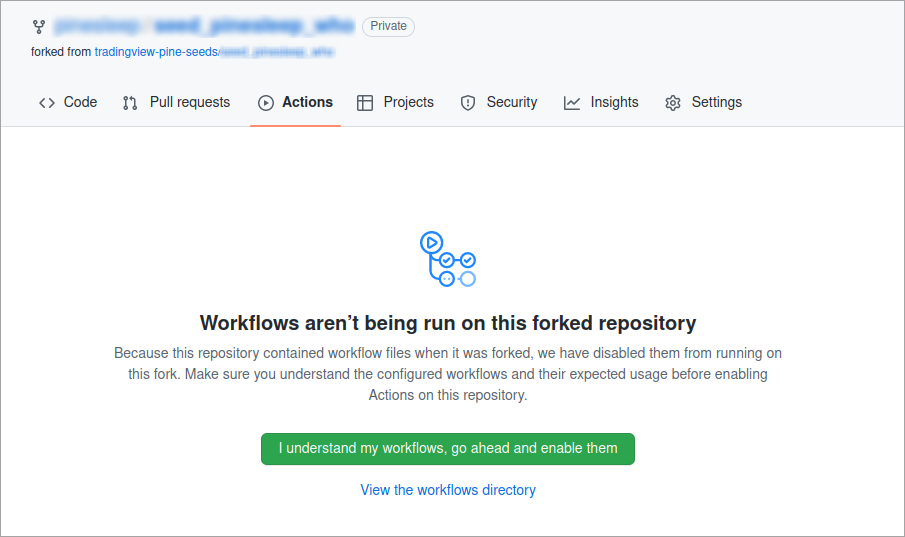 Private
forked from tradingview-pine-seeds/
Code Pull requests Actions Projects Security Insights Settings
Workflows aren’t being run on this forked repository
Because this repository contained workflow files when it was forked, we have disabled them from running on
this fork. Make sure you understand the configured workflows and their expected usage before enabling
Actions on this repository.
I understand my workflows, go ahead and enable them
View the workflows directory